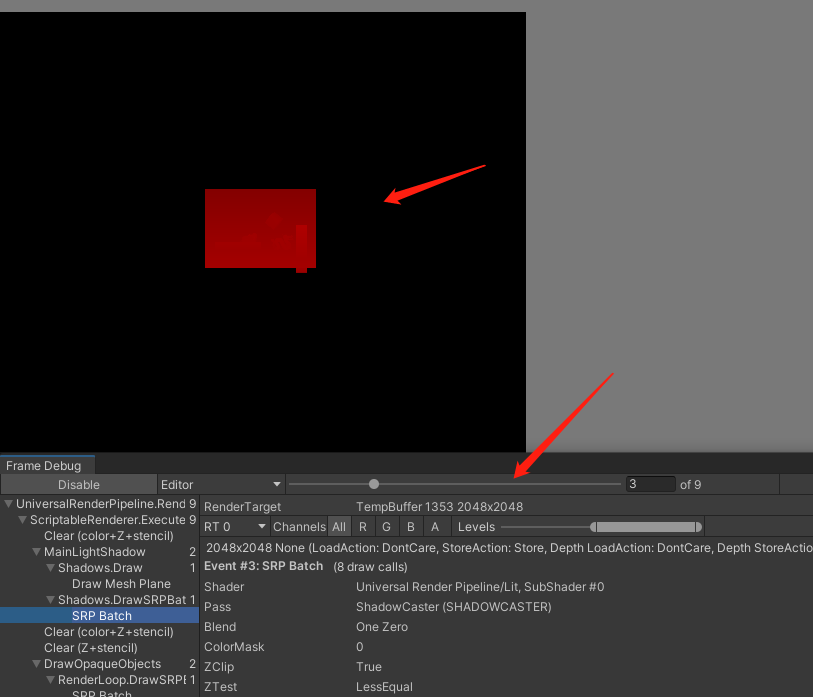 Frame Debug
Disable Editor 3 of 9
UniversalRenderPipeline.Rend 9
ScriptableRenderer.Execute 9
Clear (color+Z+stencil)
MainLightShadow 2
Shadows.Draw 1
Draw Mesh Plane
Shadows.DrawSRPBat 1
SRP Batch
Clear (color+Z+stencil)
Clear (Z+stencil)
DrawOpaqueObjects 2
RenderLoop.DrawSRPE 1
SRP Batch
RenderTarget TempBuffer 1353 2048x2048
RT 0 Channels All R G B A Levels
2048x2048 None (LoadAction: DontCare, StoreAction: Store, Depth LoadAction: DontCare, Depth StoreActio
Event #3: SRP Batch (8 draw calls)
Shader Universal Render Pipeline/Lit, SubShader #0
Pass ShadowCaster (SHADOWCASTER)
Blend One Zero
ColorMask 0
ZClip True
ZTest LessEqual